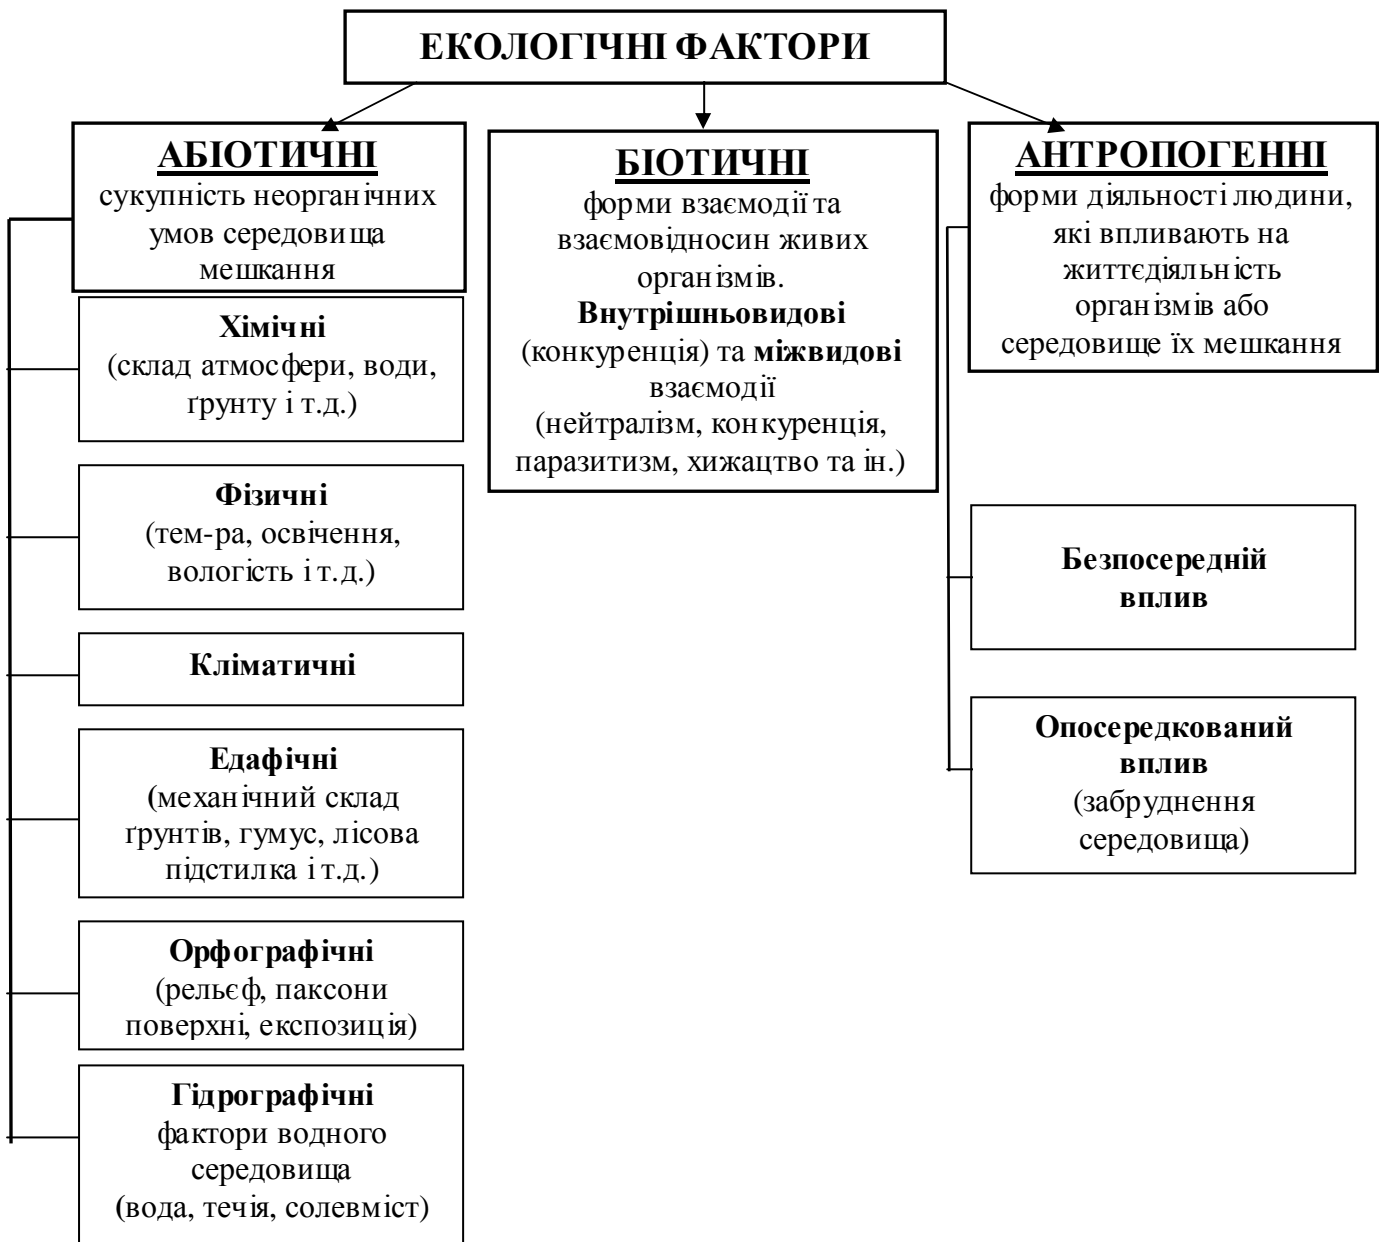 ЕКОЛОГІЧНІ ФАКТОРИ
АБІОТИЧНІ
сукупність неорганічних
умов середовища
мешкання
Хімічні
(склад атмосфери, води,
ґрунту і т.д.)
Фізичні
(тем-ра, освічення,
вологість і т.д.)
Кліматичні
Едафічні
(механічний склад
ґрунтів, гумус, лісова
підстилка і т.д.)
Орфографічні
(рельєф, паксони
поверхні, експозиція)
Гідрографічні
фактори водного
середовища
(вода, течія, солевміст)
БІОТИЧНІ
форми взаємодії та
взаємовідносин живих
організмів.
Внутрішньовидові
(конкуренція) та міжвидові
взаємодії
(нейтралізм, конкуренція,
паразитизм, хижацтво та ін.)
АНТРОПОГЕННІ
форми діяльності людини,
які впливають на
життєдіяльність
організмів або
середовище їх мешкання
Безпосередній
вплив
Опосередкований
вплив
(забруднення
середовища)